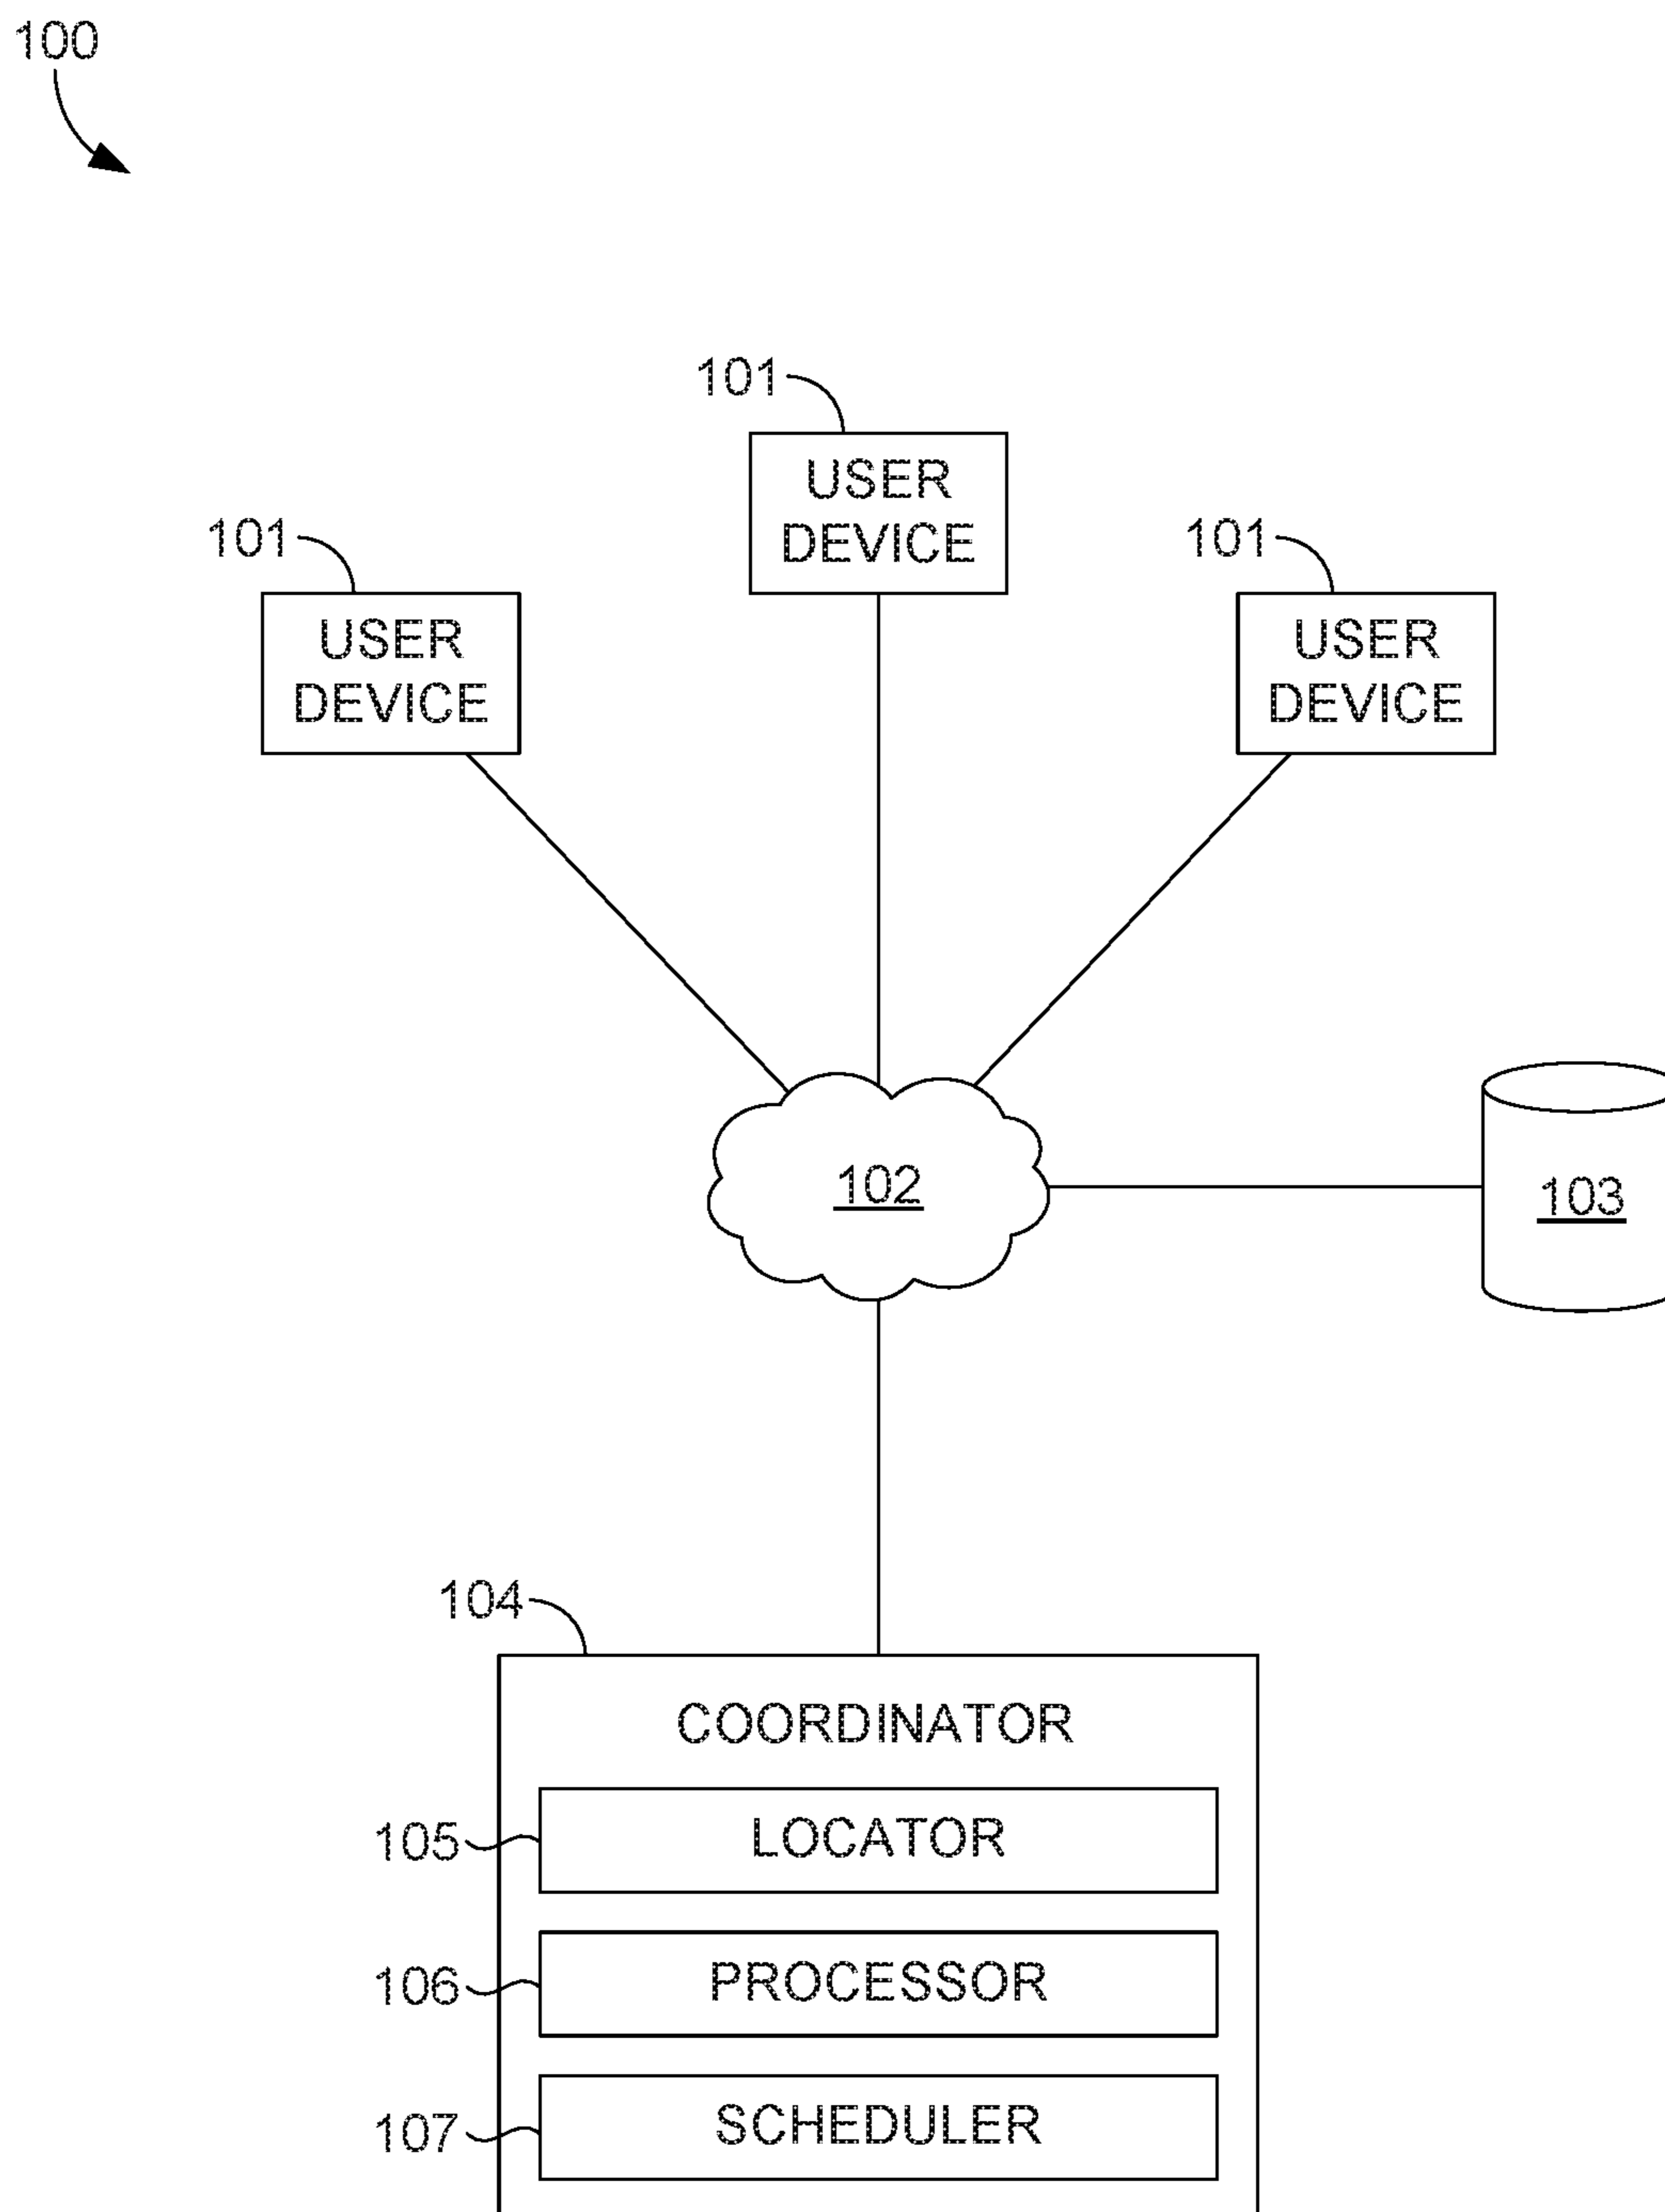 100
101
USER
DEVICE
101
USER
DEVICE
101
USER
DEVICE
102
103
104
COORDINATOR
105
LOCATOR
106
PROCESSOR
107
SCHEDULER